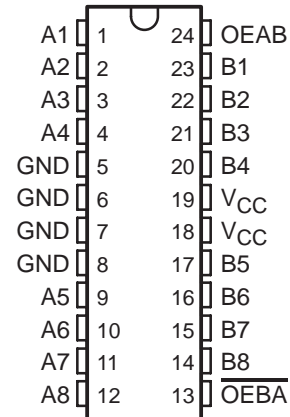 A1 1 24 OEAB
A2 2 23 B1
A3 3 22 B2
A4 4 21 B3
GND 5 20 B4
GND 6 19 VCC
GND 7 18 VCC
GND 8 17 B5
A5 9 16 B6
A6 10 15 B7
A7 11 14 B8
A8 12 13 OEBA